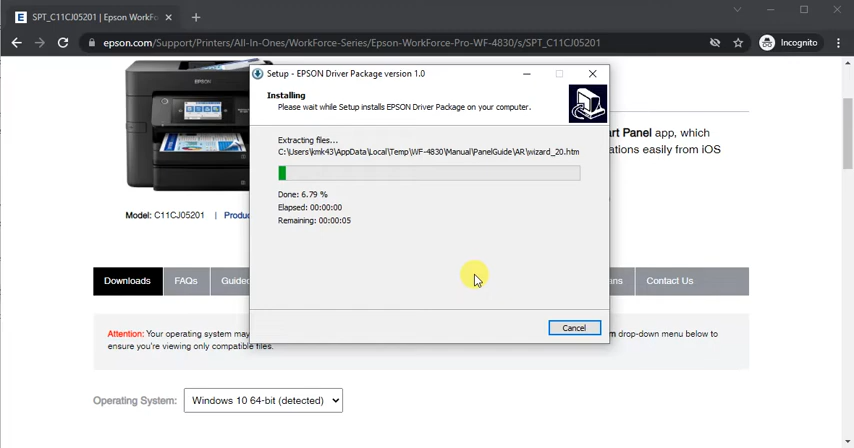 SPT_C11CJ05201 | Epson WorkFo
epson.com/Support/Printers/All-In-Ones/WorkForce-Series/Epson-WorkForce-Pro-WF-4830/s/SPT_C11CJ05201
Incognito
EPSON
Setup - EPSON Driver Package version 1.0
Installing
Please wait while Setup installs EPSON Driver Package on your computer.
Extracting files...
C:\Users\kmk43\AppData\Local\Temp\WF-4830\Manual\PanelGuide\AR\wizard_20.htm
Done: 6.79 %
Elapsed: 00:00:00
Remaining: 00:00:05
Cancel
art Panel app, which
ations easily from iOS
Model: C11CJ05201 | Produc
Downloads FAQs Guided ans Contact Us
Attention: Your operating system may m drop-down menu below to
ensure you're viewing only compatible files.
Operating System: Windows 10 64-bit (detected)